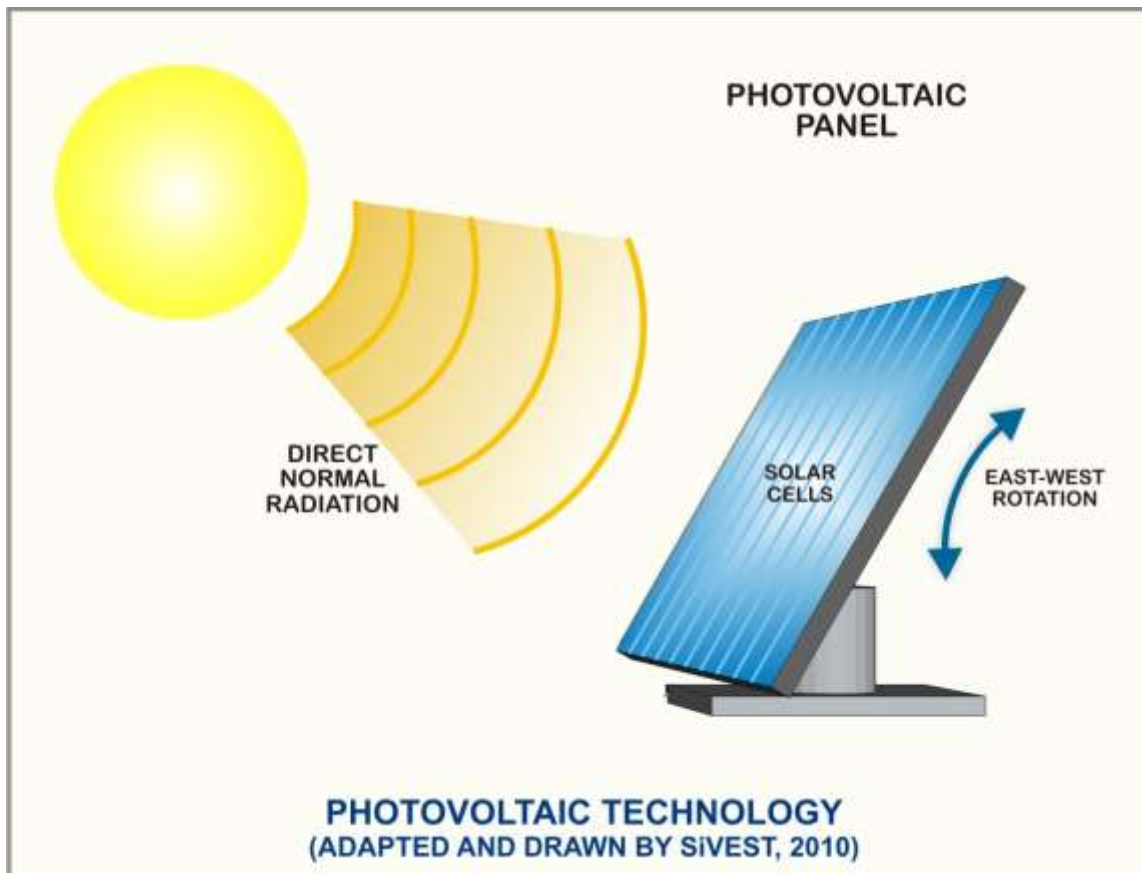 PHOTOVOLTAIC
PANEL
DIRECT
NORMAL
RADIATION
SOLAR
CELLS
EAST-WEST
ROTATION
PHOTOVOLTAIC TECHNOLOGY
(ADAPTED AND DRAWN BY SiVEST, 2010)